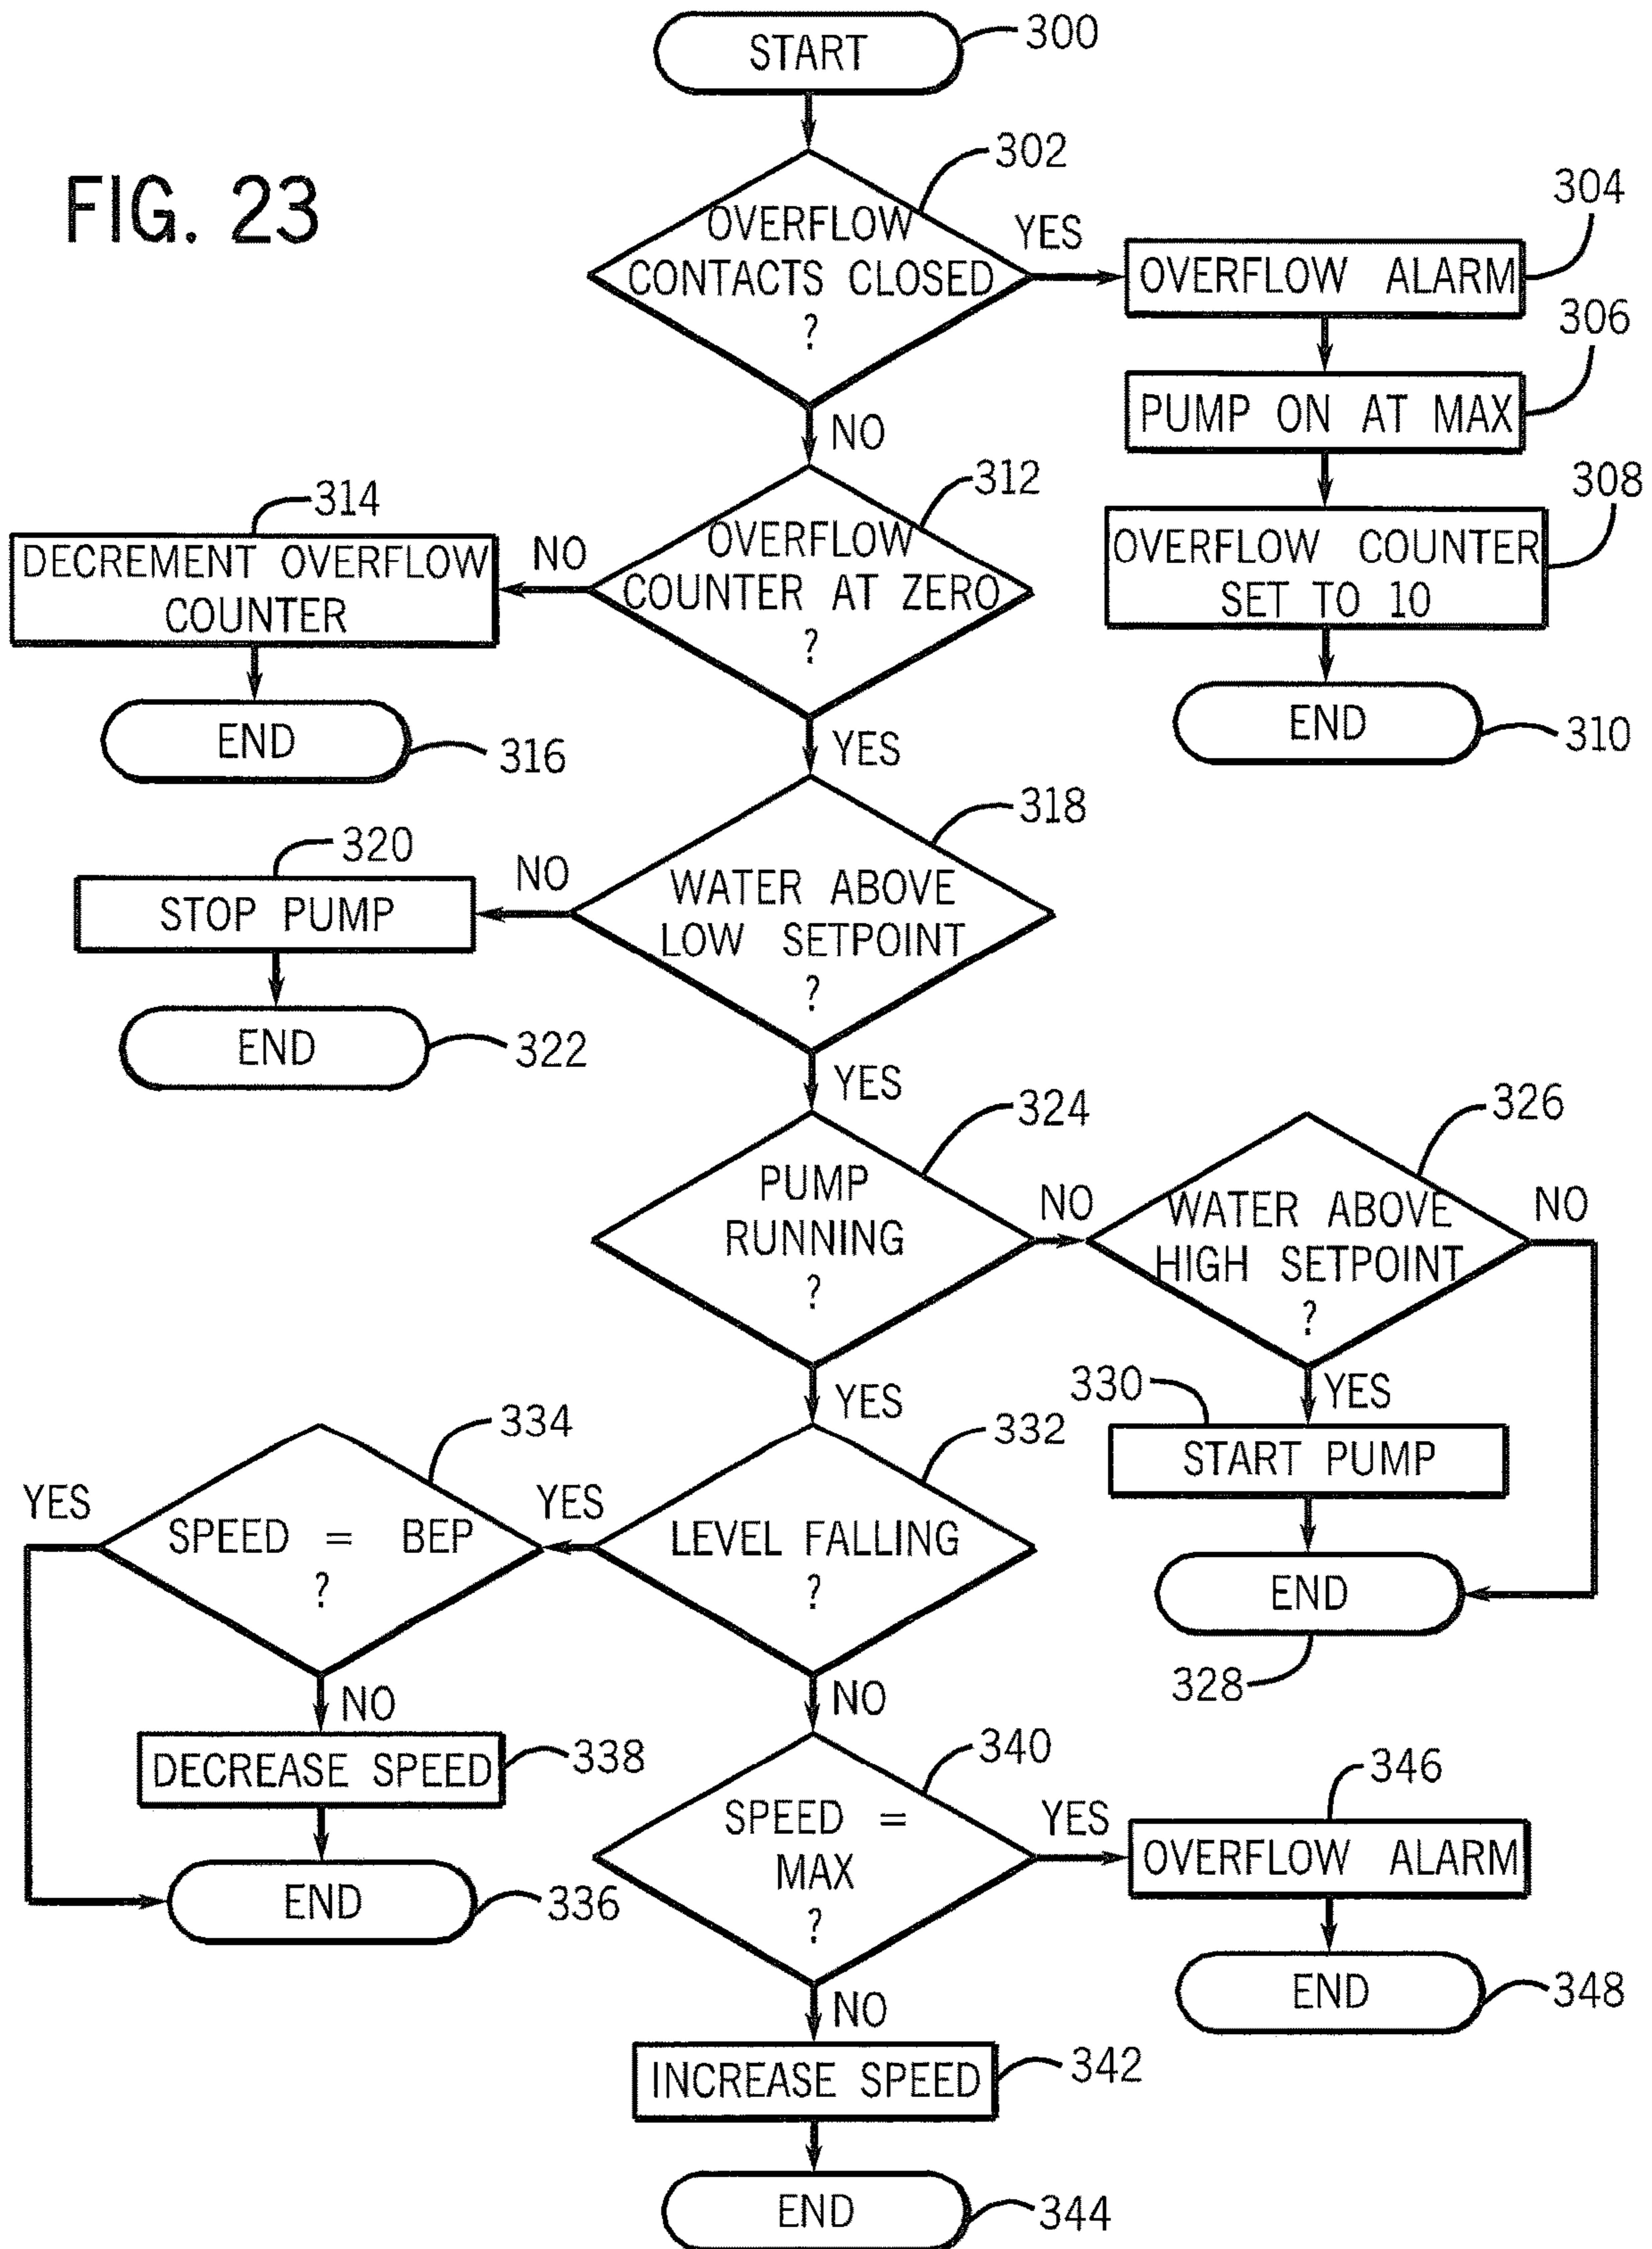 START
300
FIG. 23
302
OVERFLOW
CONTACTS CLOSED
?
YES
304
OVERFLOW ALARM
306
PUMP ON AT MAX
NO
308
OVERFLOW COUNTER
SET TO 10
END
310
312
OVERFLOW
COUNTER AT ZERO
?
NO
314
DECREMENT OVERFLOW
COUNTER
END
316
YES
318
WATER ABOVE
LOW SETPOINT
?
NO
320
STOP PUMP
END
322
YES
324
PUMP
RUNNING
?
NO
326
WATER ABOVE
HIGH SETPOINT
?
NO
YES
330
START PUMP
END
328
YES
332
LEVEL FALLING
?
YES
334
SPEED = BEP
?
YES
NO
DECREASE SPEED
338
END
336
NO
340
SPEED =
MAX
?
YES
346
OVERFLOW ALARM
END
348
NO
INCREASE SPEED
342
END
344